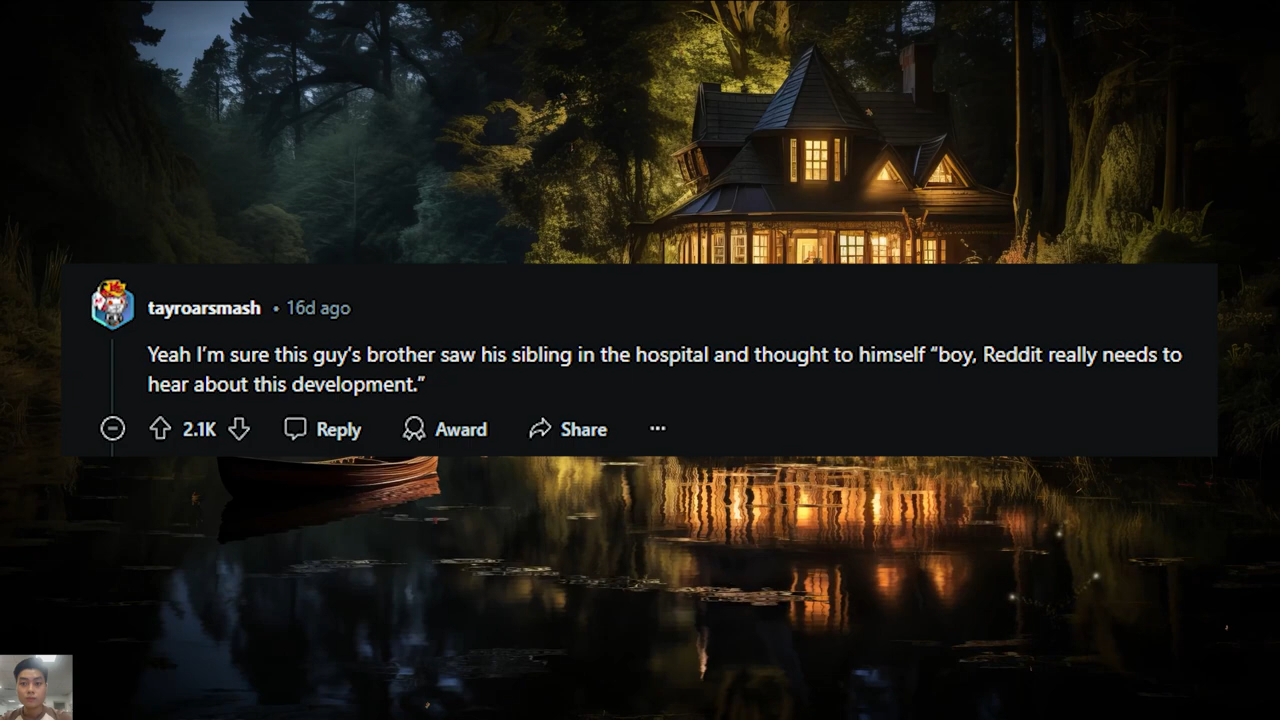 tayroarsmash • 16d ago
Yeah I’m sure this guy’s brother saw his sibling in the hospital and thought to himself “boy, Reddit really needs to
hear about this development.”
2.1K Reply Award Share ...